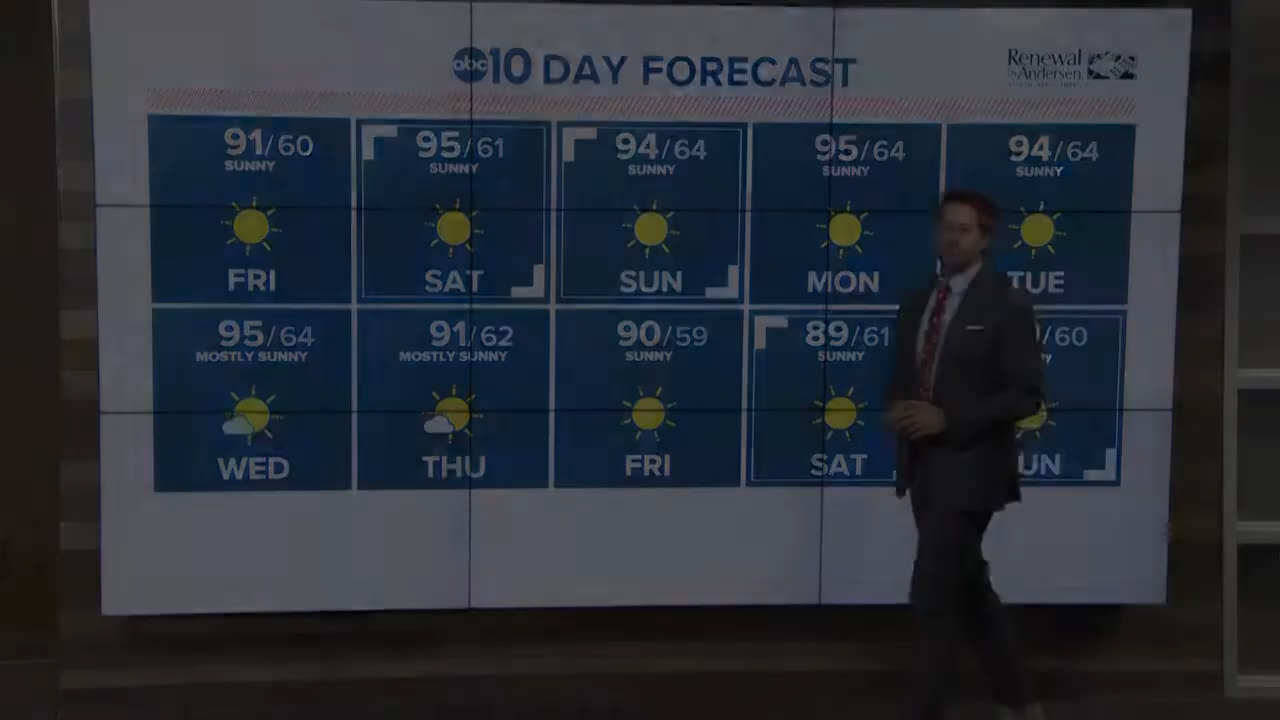 abc10 DAY FORECAST
Renewal
by Andersen
91/60 95/61 94/64 95/64 94/64
SUNNY SUNNY SUNNY SUNNY SUNNY
FRI SAT SUN MON TUE
95/64 91/62 90/59 89/61 /60
MOSTLY SUNNY MOSTLY SUNNY SUNNY SUNNY
WED THU FRI SAT UN